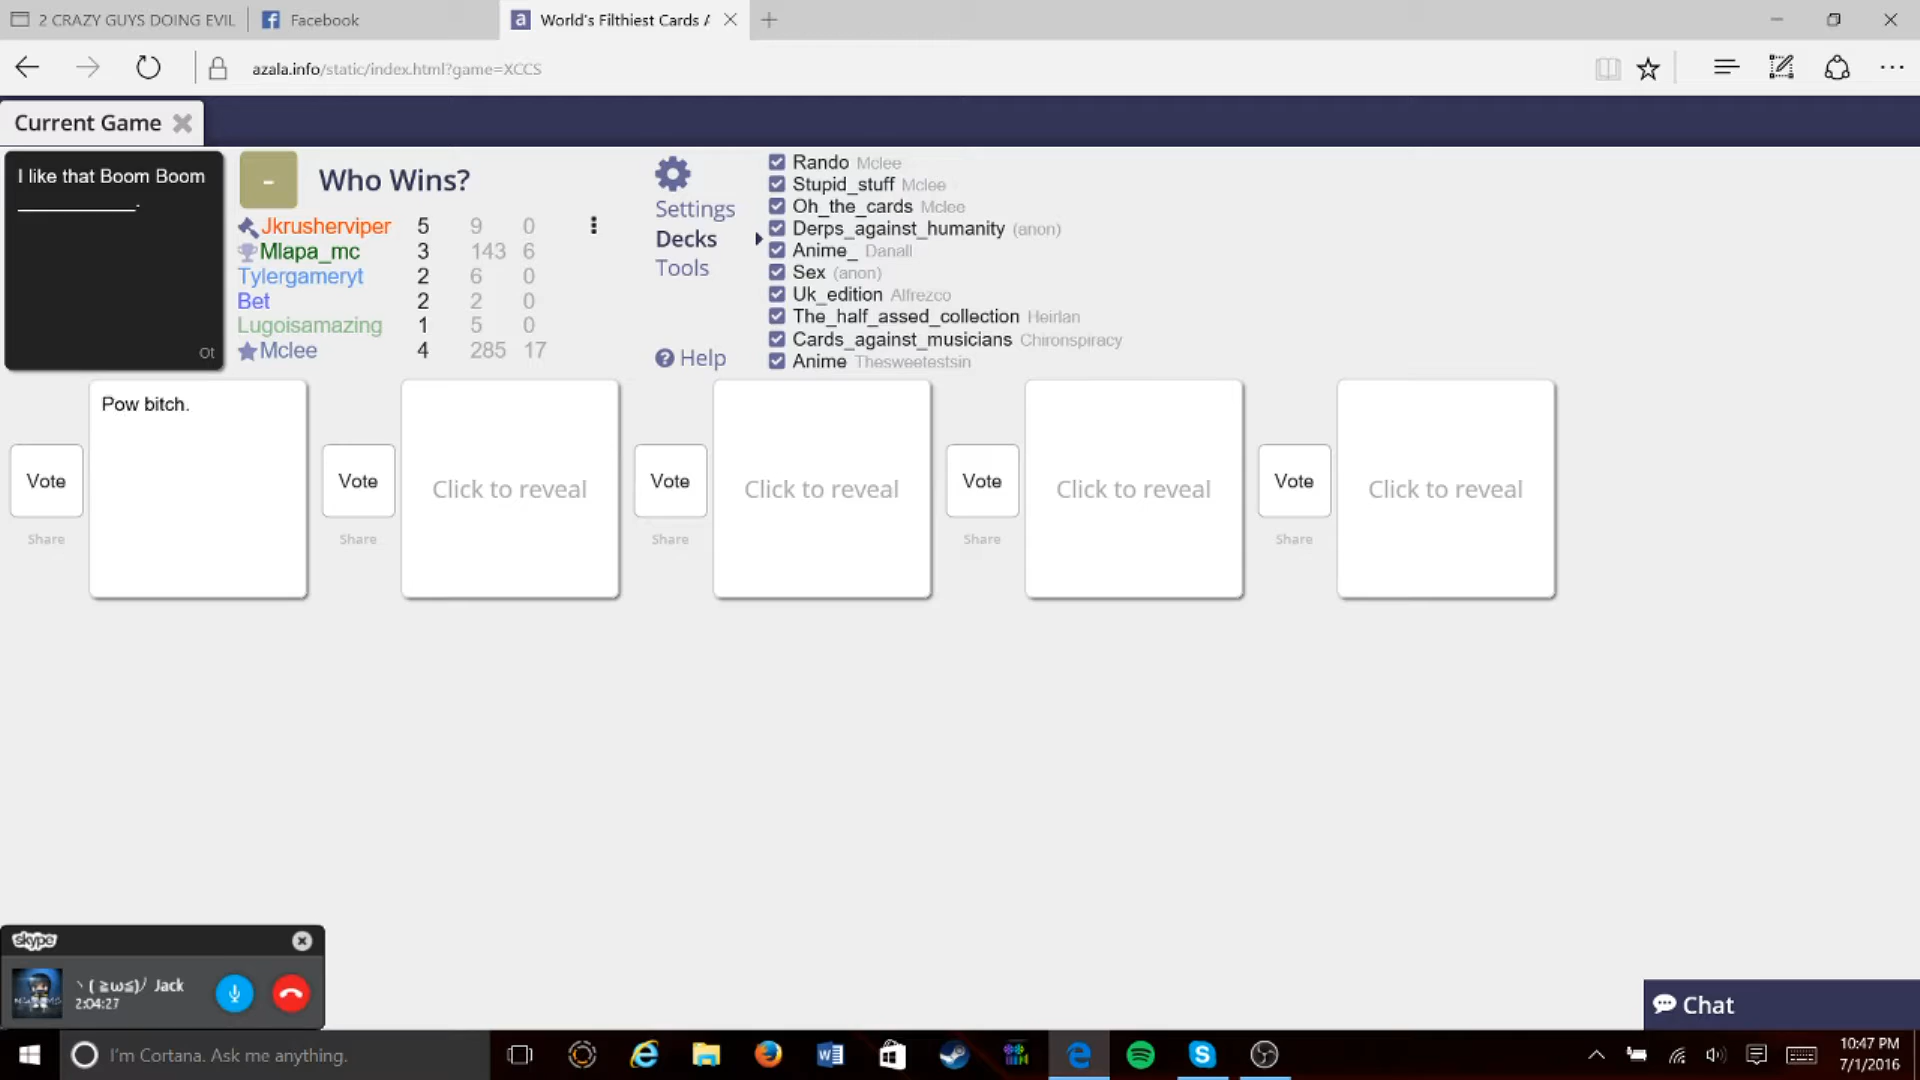 2 CRAZY GUYS DOING EVIL
Facebook
World's Filthiest Cards A
azala.info/static/index.html?game=XCCS
Current Game
I like that Boom Boom
____________.
Ot
- Who Wins?
Jkrusherviper 5 9 0
Mlapa_mc 3 143 6
Tylergameryt 2 6 0
Bet 2 2 0
Lugoisamazing 1 5 0
Mclee 4 285 17
Settings
Decks
Tools
Help
Rando Mclee
Stupid_stuff Mclee
Oh_the_cards Mclee
Derps_against_humanity (anon)
Anime_ Danall
Sex (anon)
Uk_edition Alfrezco
The_half_assed_collection Heirlan
Cards_against_musicians Chironspiracy
Anime Thesweetestsin
Vote
Share
Pow bitch.
Vote
Share
Click to reveal
Vote
Share
Click to reveal
Vote
Share
Click to reveal
Vote
Share
Click to reveal
skype
ヽ( ≧ω≦)ノ Jack
2:04:27
Chat
I'm Cortana. Ask me anything.
10:47 PM
7/1/2016